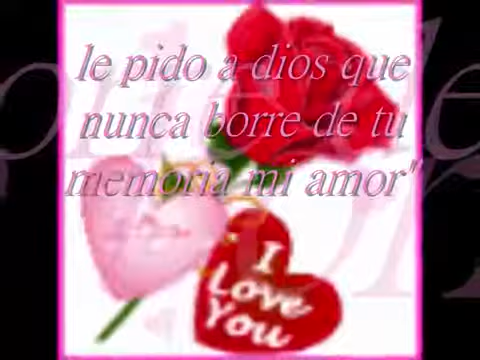 le pido a dios que
nunca borre de tu
memoria mi amor"
I
Love
You